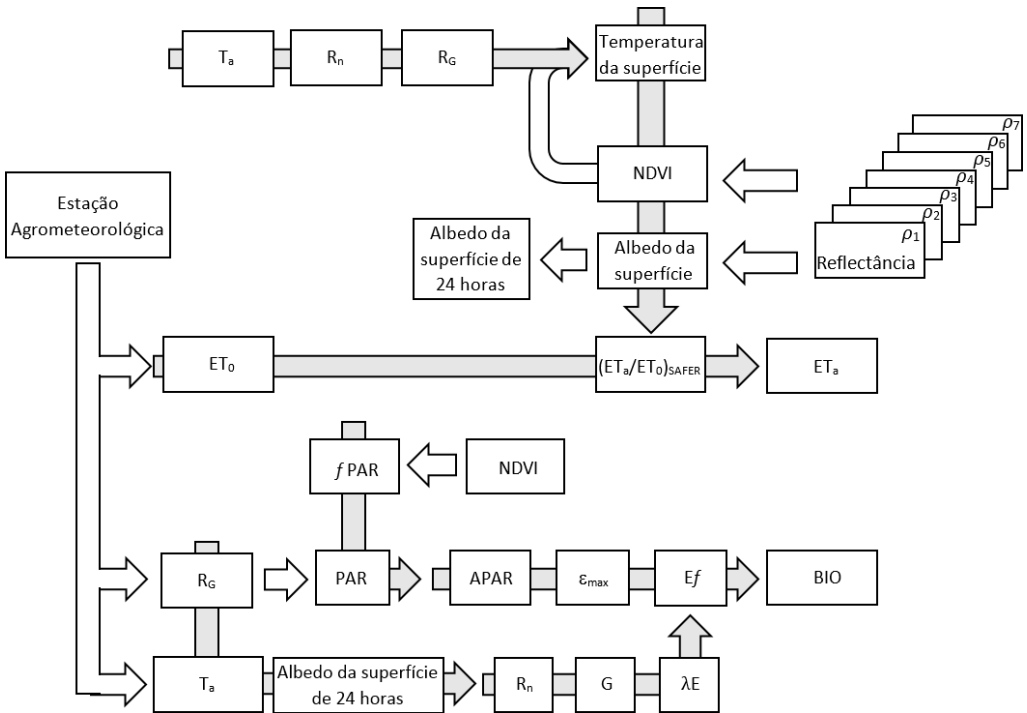 Tₐ
Rₙ
R_G
Temperatura
da superfície
NDVI
ρ₇
ρ₆
ρ₅
ρ₄
ρ₃
ρ₂
ρ₁
Reflectância
Estação
Agrometeorológica
Albedo da
superfície de
24 horas
Albedo da
superfície
ET₀
(ETₐ/ET₀)SAFER
ETₐ
f PAR
NDVI
R_G
PAR
APAR
εmax
Ef
BIO
Tₐ
Albedo da superfície
de 24 horas
Rₙ
G
λE